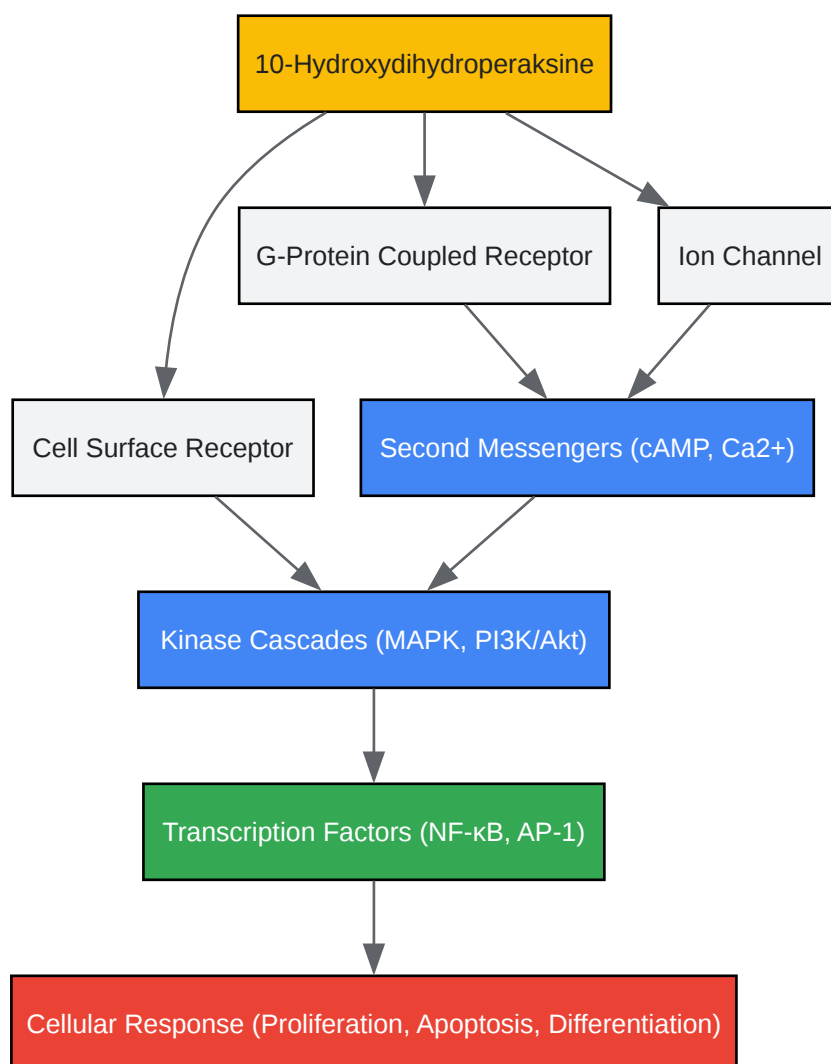 10-Hydroxydihydroperaksine
G-Protein Coupled Receptor
Ion Channel
Cell Surface Receptor
Second Messengers (cAMP, Ca2+)
Kinase Cascades (MAPK, PI3K/Akt)
Transcription Factors (NF-κB, AP-1)
Cellular Response (Proliferation, Apoptosis, Differentiation)